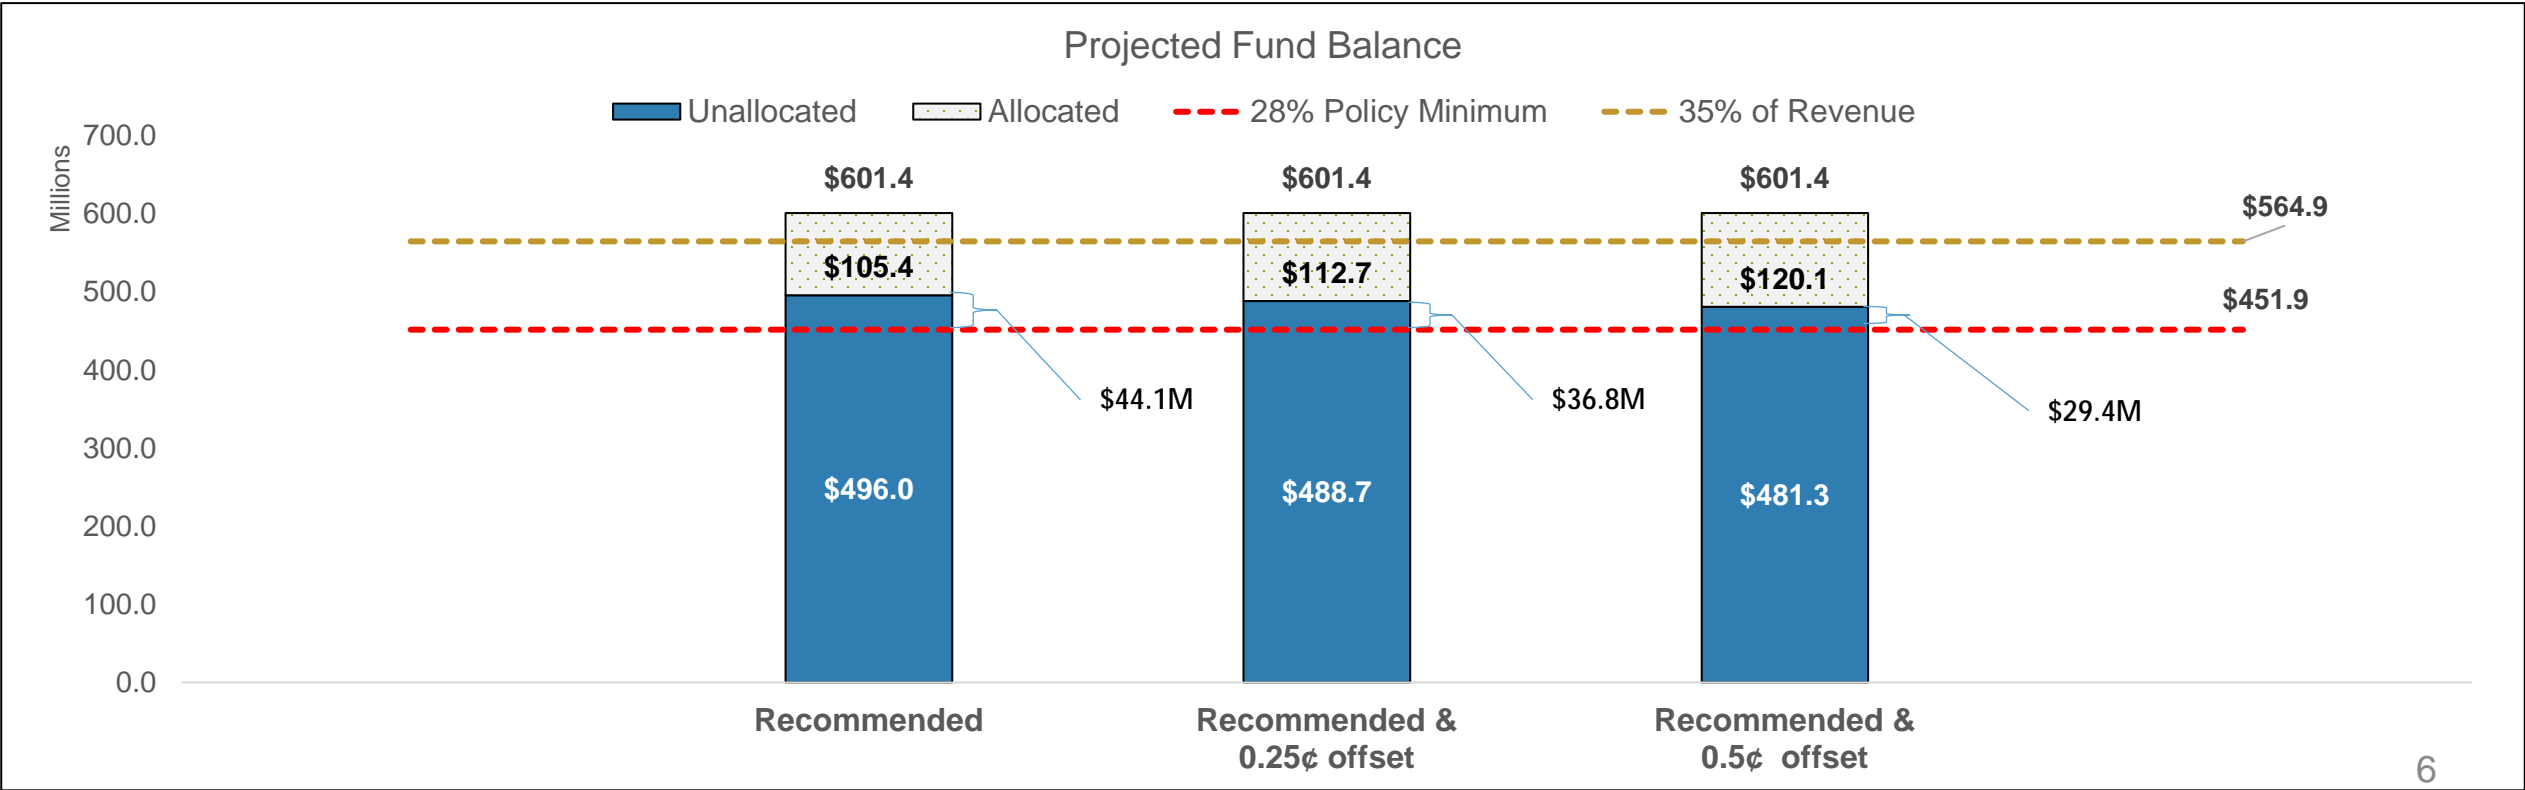 Projected Fund Balance
Unallocated
Allocated
28% Policy Minimum
35% of Revenue
Millions
700.0
600.0
500.0
400.0
300.0
200.0
100.0
0.0
$601.4
$601.4
$601.4
$564.9
$105.4
$112.7
$120.1
$451.9
$44.1M
$36.8M
$29.4M
$496.0
$488.7
$481.3
Recommended
Recommended &
0.25¢ offset
Recommended &
0.5¢ offset
6